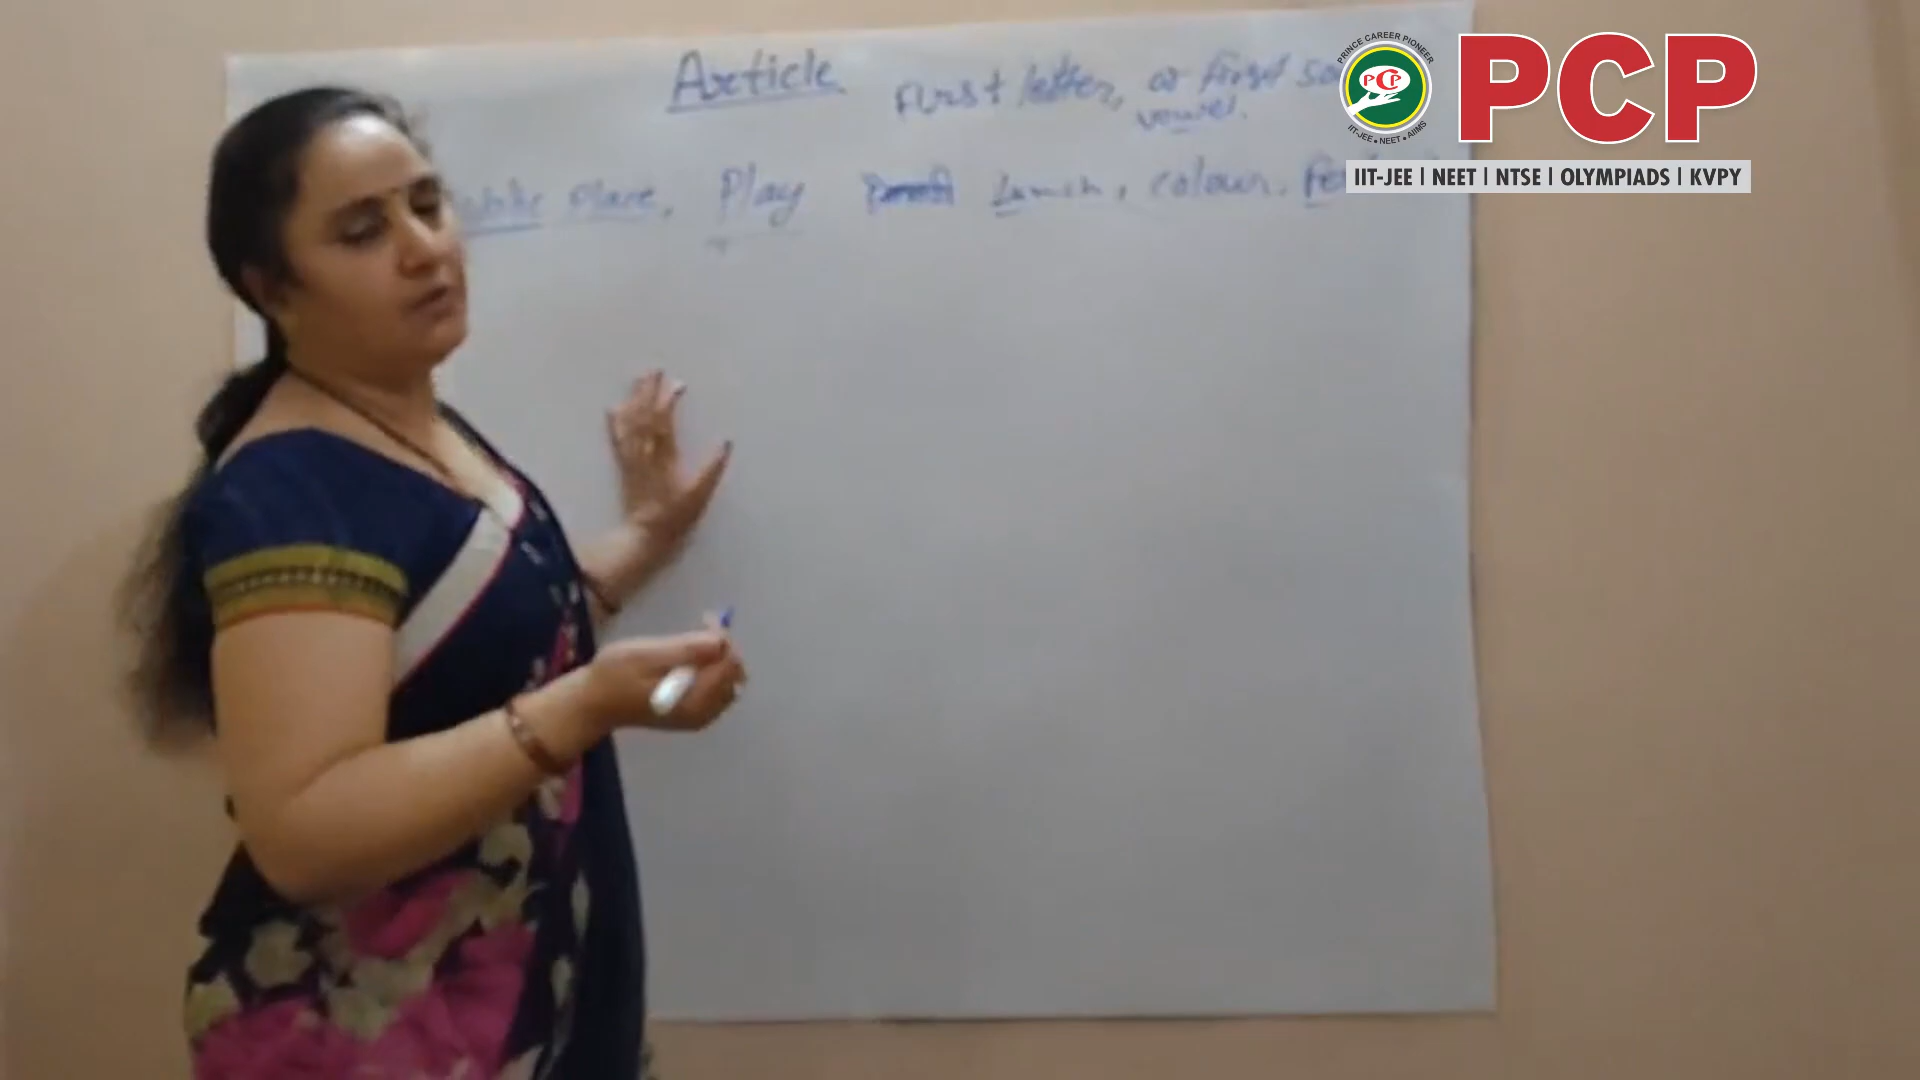 Article
First letter, or first
vowel.
place, Play Lunch, colour.
PRINCE CAREER PIONEER
PCP
IIT-JEE • NEET • AIIMS
PCP
IIT-JEE | NEET | NTSE | OLYMPIADS | KVPY